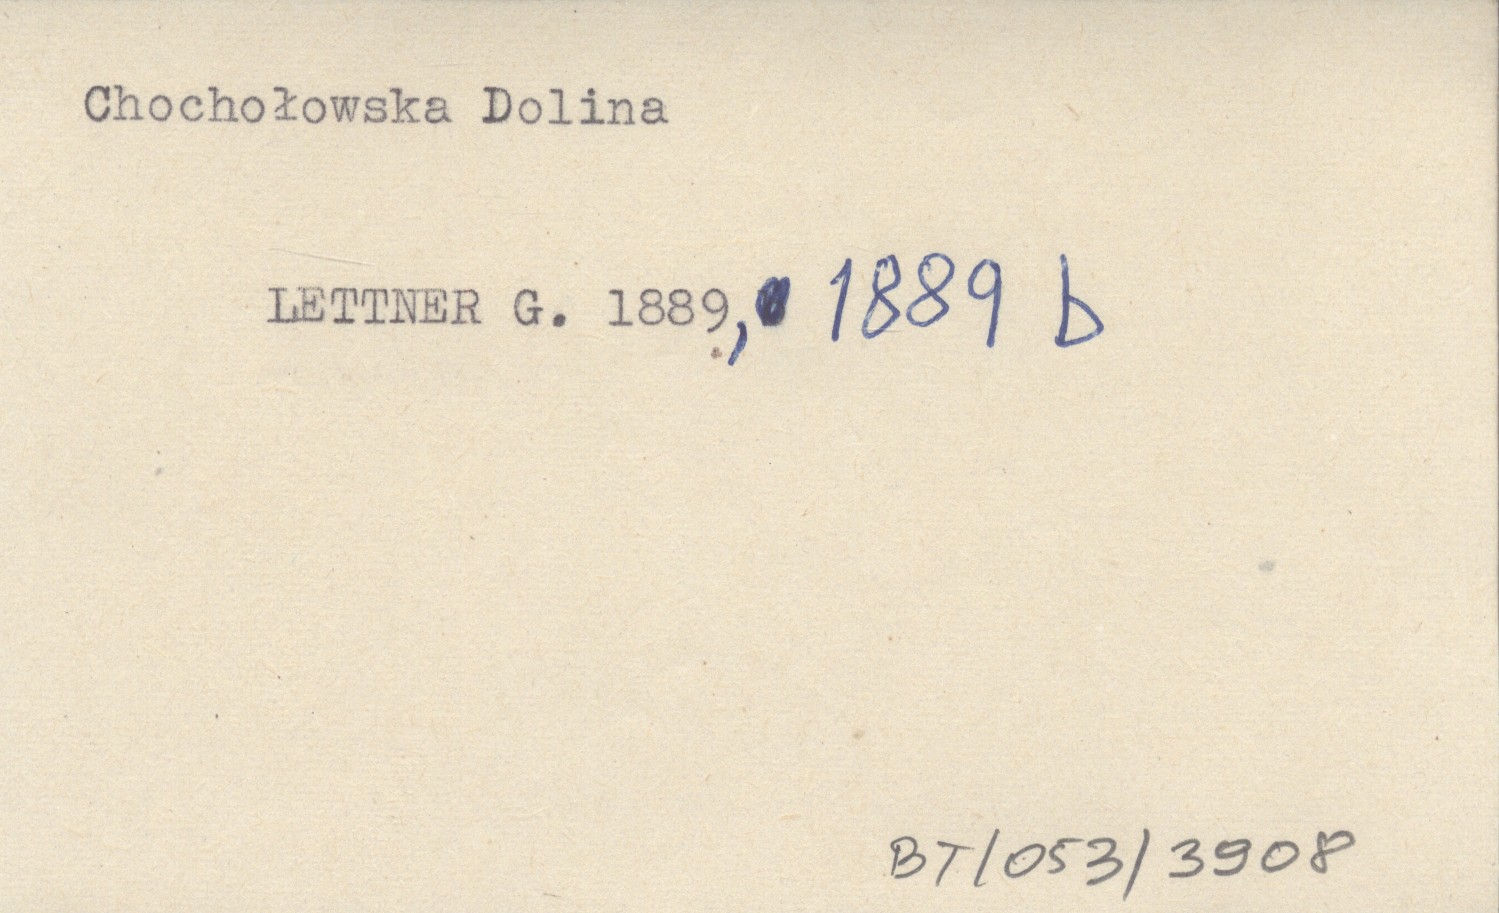 Chochołowska Dolina
LETTNER G. 1889, 1889 b
BT/053/3908